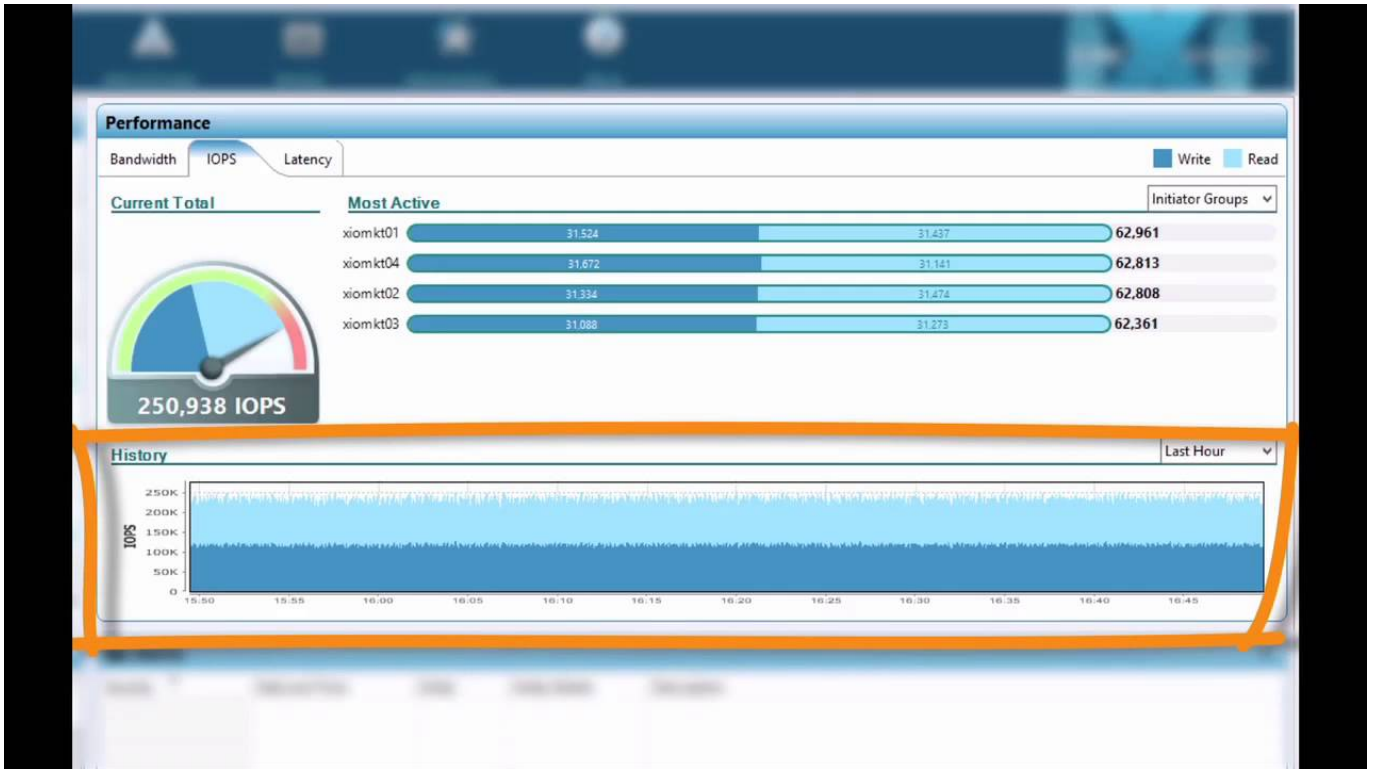 Performance
Bandwidth IOPS Latency
Write Read
Current Total
Most Active
Initiator Groups
xiomkt01 31,524 31,437 62,961
xiomkt04 31,672 31,141 62,813
xiomkt02 31,334 31,474 62,808
xiomkt03 31,088 31,273 62,361
250,938 IOPS
History
Last Hour
IOPS
250K
200K
150K
100K
50K
0
15:50 15:55 16:00 16:05 16:10 16:15 16:20 16:25 16:30 16:35 16:40 16:45